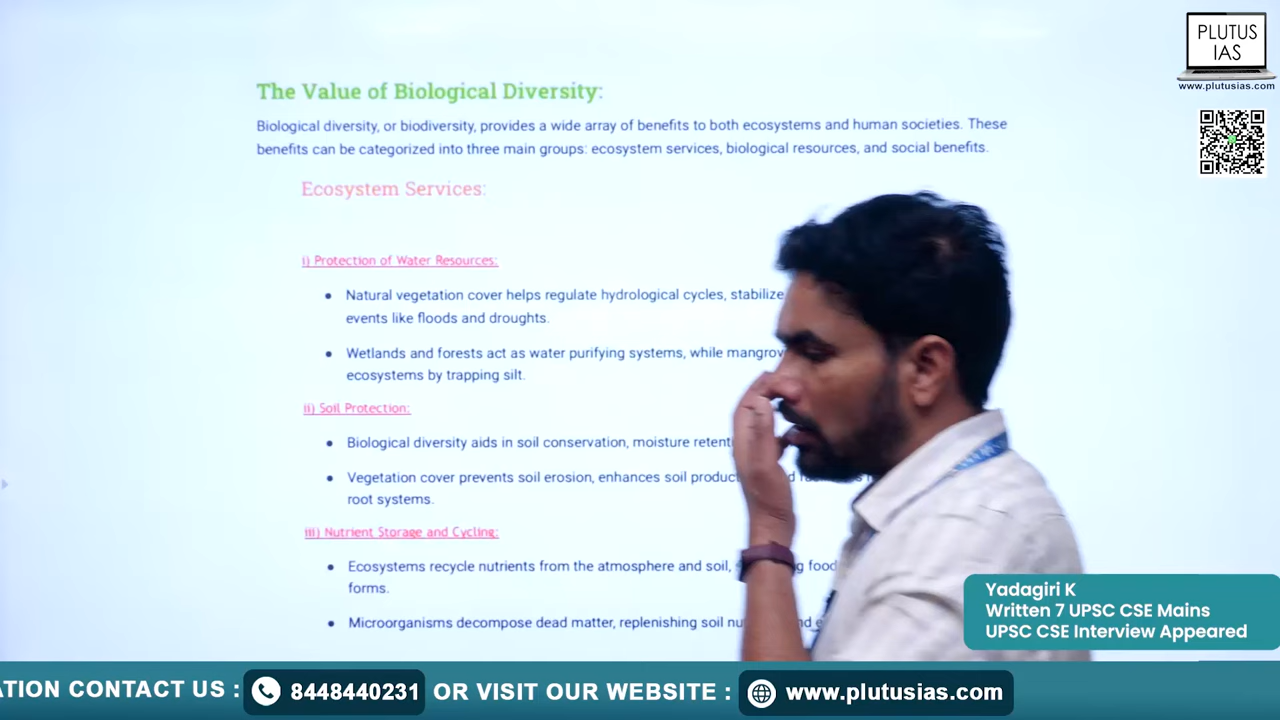 PLUTUS
IAS
www.plutusias.com
The Value of Biological Diversity:
Biological diversity, or biodiversity, provides a wide array of benefits to both ecosystems and human societies. These
benefits can be categorized into three main groups: ecosystem services, biological resources, and social benefits.
Ecosystem Services:
i) Protection of Water Resources:
● Natural vegetation cover helps regulate hydrological cycles, stabilize
events like floods and droughts.
● Wetlands and forests act as water purifying systems, while
ecosystems by trapping silt.
ii) Soil Protection:
● Biological diversity aids in soil conservation, moisture
● Vegetation cover prevents soil erosion, enhances soil
root systems.
iii) Nutrient Storage and Cycling:
● Ecosystems recycle nutrients from the atmosphere and soil,
forms.
● Microorganisms decompose dead matter, replenishing soil
Yadagiri K
Written 7 UPSC CSE Mains
UPSC CSE Interview Appeared
ATION CONTACT US : 8448440231 OR VISIT OUR WEBSITE : www.plutusias.com